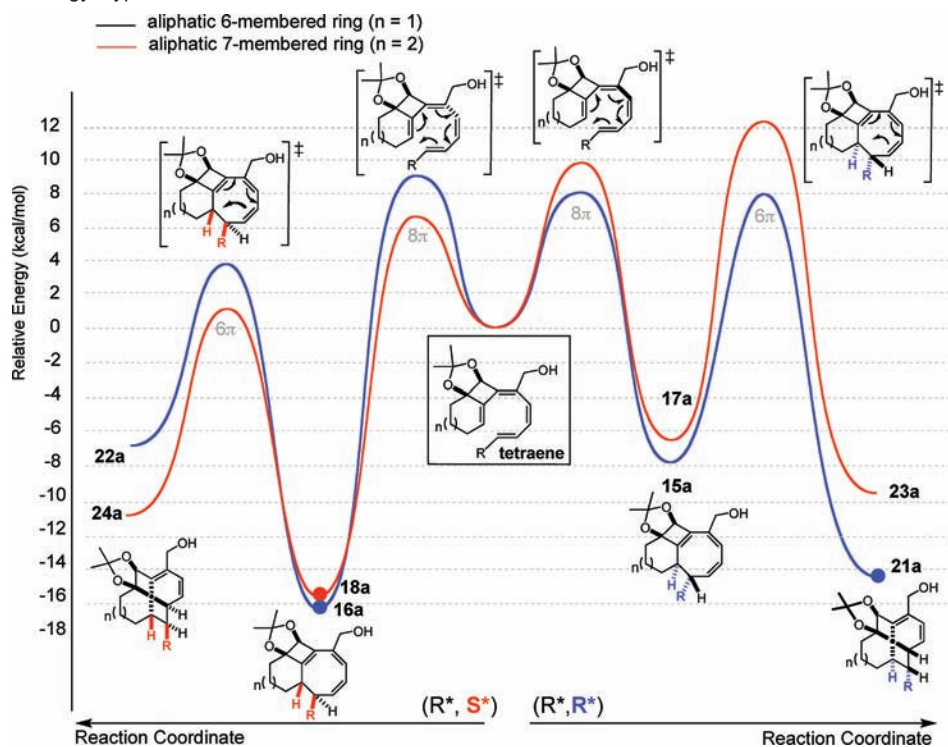 aliphatic 6-membered ring (n = 1)
aliphatic 7-membered ring (n = 2)
Relative Energy (kcal/mol)
12
10
8
6
4
2
0
-2
-4
-6
-8
-10
-12
-14
-16
-18
O
O
OH
n(
H
R
H
‡
6π
O
O
OH
n(
R
‡
8π
O
O
OH
n(
R
‡
8π
O
O
OH
n(
H
R
H
‡
6π
O
O
OH
n(
R
tetraene
22a
24a
18a
16a
17a
15a
23a
21a
O
O
OH
n(
H
H
H
R
O
O
OH
n(
H
R
H
O
O
OH
n(
H
R
H
O
O
OH
n(
H
H
H
R
(R*, S*)
(R*,R*)
Reaction Coordinate
Reaction Coordinate